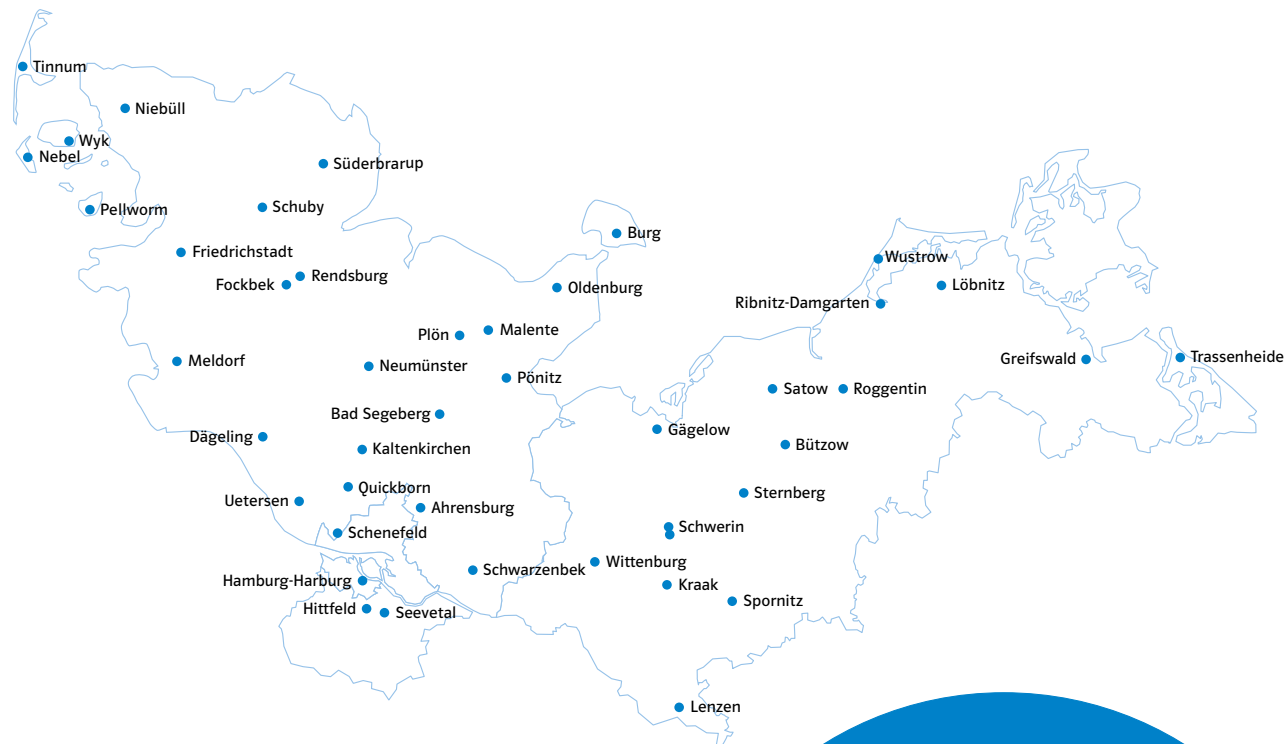 Tinnum
Niebüll
Wyk
Nebel
Süderbrarup
Pellworm
Schuby
Burg
Friedrichstadt
Wustrow
Rendsburg
Fockbek
Oldenburg
Löbnitz
Ribnitz-Damgarten
Malente
Plön
Trassenheide
Greifswald
Meldorf
Neumünster
Pönitz
Satow
Roggentin
Bad Segeberg
Gägelow
Dägeling
Bützow
Kaltenkirchen
Quickborn
Sternberg
Uetersen
Ahrensburg
Schwerin
Schenefeld
Wittenburg
Schwarzenbek
Hamburg-Harburg
Kraak
Spornitz
Hittfeld
Seevetal
Lenzen